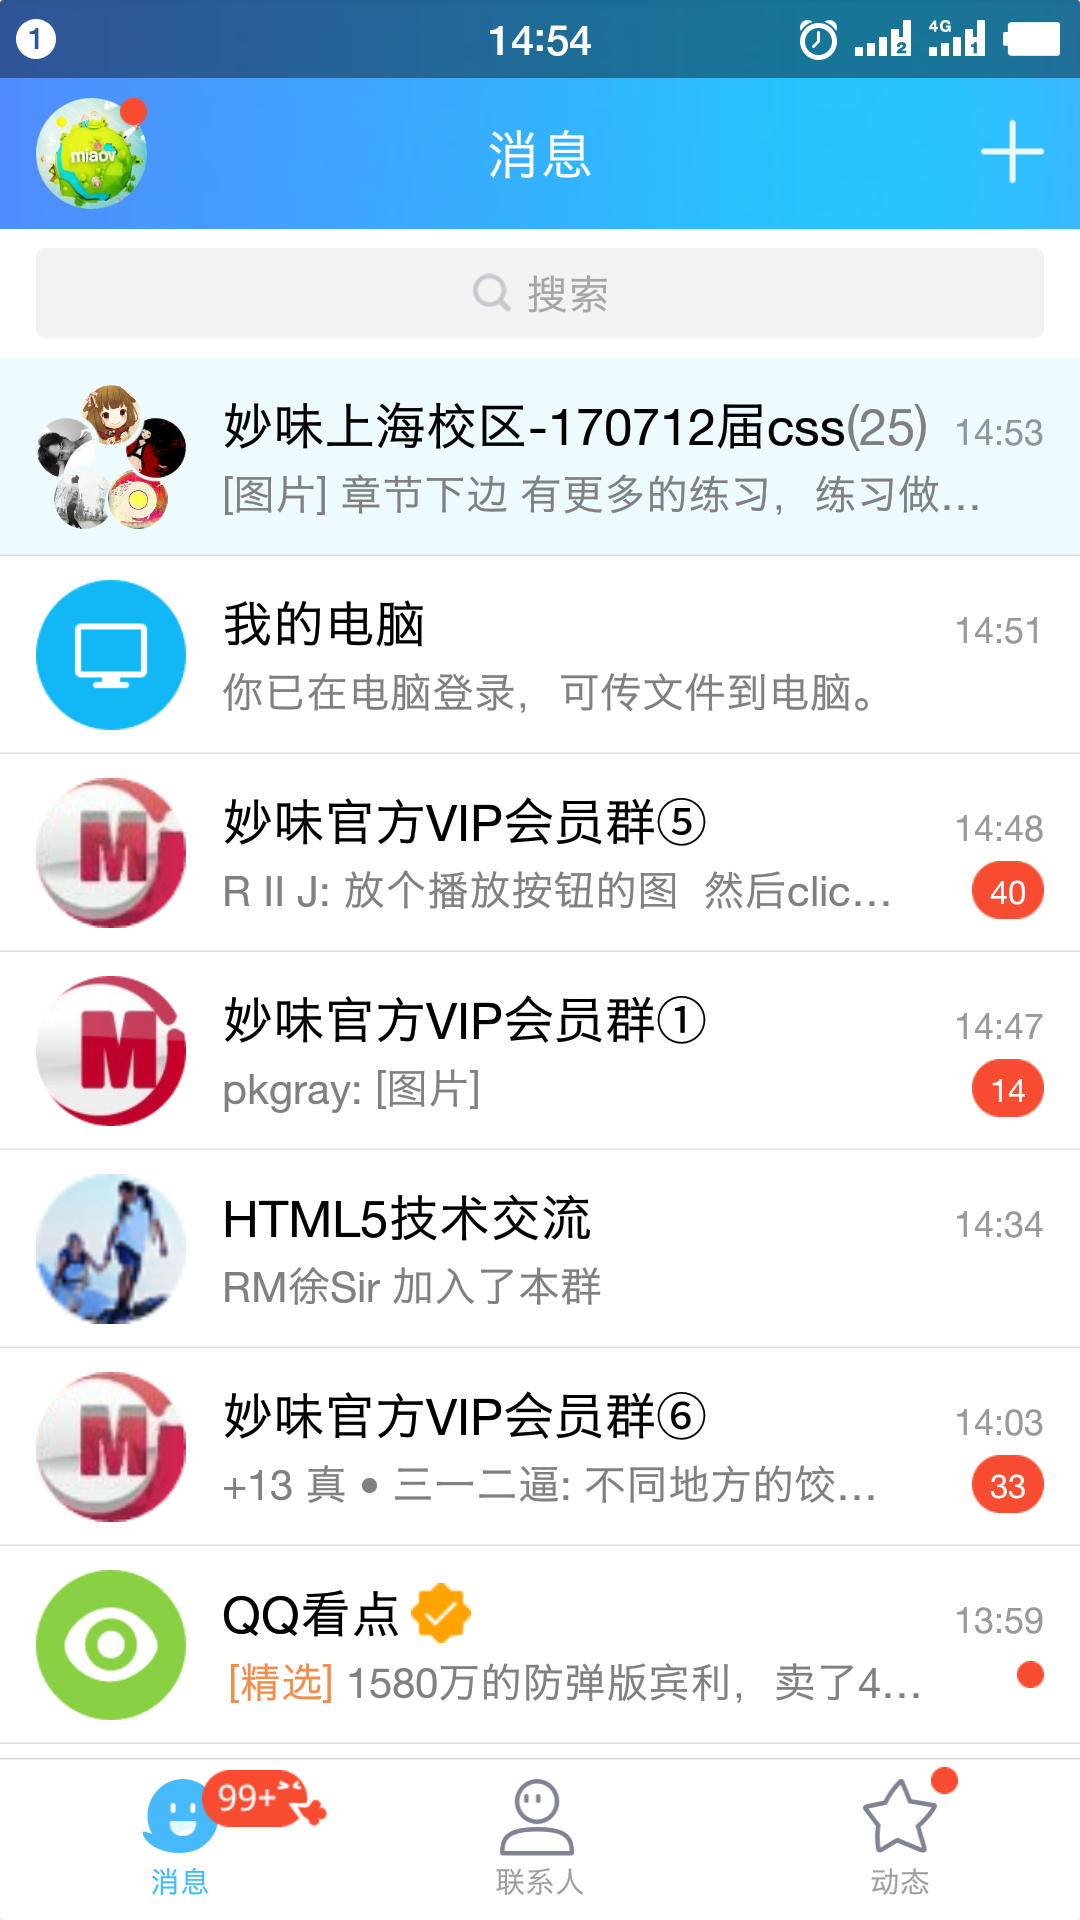 1
14:54
2
4G
1
miaov
消息
搜索
妙味上海校区-170712届css(25)
14:53
[图片] 章节下边 有更多的练习，练习做...
我的电脑
14:51
你已在电脑登录，可传文件到电脑。
M
妙味官方VIP会员群⑤
14:48
R II J: 放个播放按钮的图 然后clic...
40
M
妙味官方VIP会员群①
14:47
pkgray: [图片]
14
HTML5技术交流
14:34
RM徐Sir 加入了本群
M
妙味官方VIP会员群⑥
14:03
+13 真 • 三一二逼: 不同地方的饺...
33
QQ看点
13:59
[精选] 1580万的防弹版宾利，卖了4...
99+
消息
联系人
动态